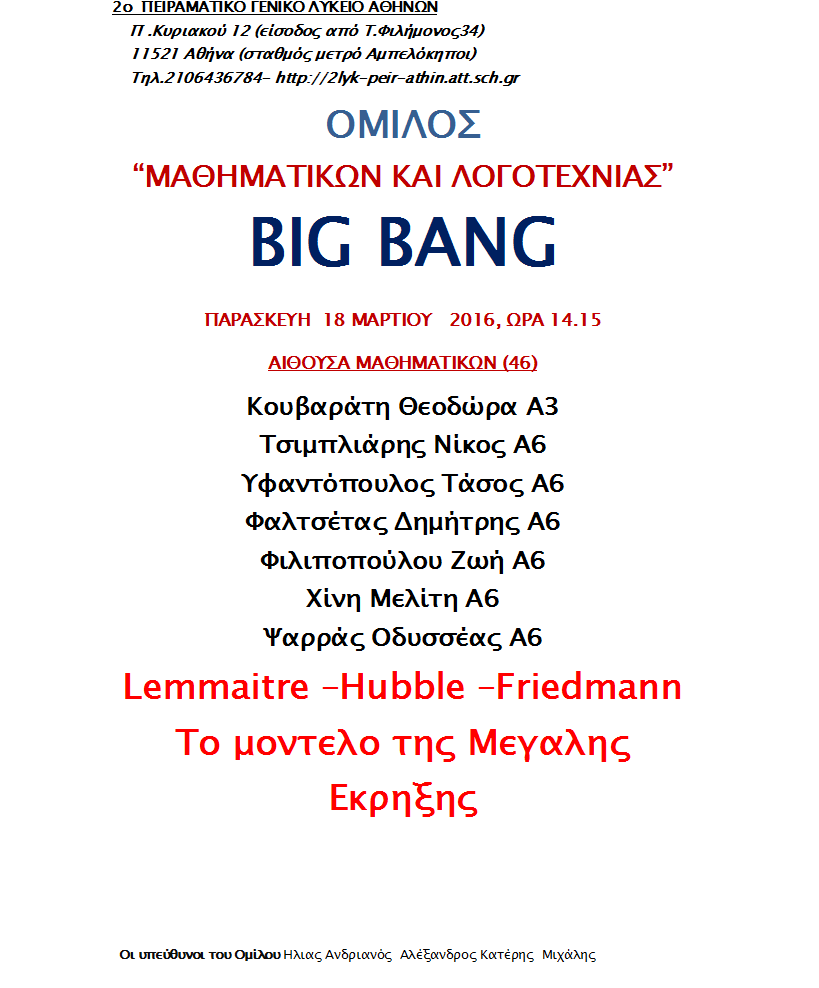 2ο ΠΕΙΡΑΜΑΤΙΚΟ ΓΕΝΙΚΟ ΛΥΚΕΙΟ ΑΘΗΝΩΝ
Π .Κυριακού 12 (είσοδος από Τ.Φιλήμονος34)
11521 Αθήνα (σταθμός μετρό Αμπελόκηποι)
Τηλ.2106436784- http://2lyk-peir-athin.att.sch.gr
ΟΜΙΛΟΣ
“ΜΑΘΗΜΑΤΙΚΩΝ ΚΑΙ ΛΟΓΟΤΕΧΝΙΑΣ”
BIG BANG
ΠΑΡΑΣΚΕΥΗ 18 ΜΑΡΤΙΟΥ 2016, ΩΡΑ 14.15
ΑΙΘΟΥΣΑ ΜΑΘΗΜΑΤΙΚΩΝ (46)
Κουβαράτη Θεοδώρα Α3
Τσιμπλιάρης Νίκος Α6
Υφαντόπουλος Τάσος Α6
Φαλτσέτας Δημήτρης Α6
Φιλιποπούλου Ζωή Α6
Χίνη Μελίτη Α6
Ψαρράς Οδυσσέας Α6
Lemmaitre –Hubble –Friedmann
Το μοντελο της Μεγαλης
Εκρηξης
Οι υπεύθυνοι του Ομίλου Ηλιας Ανδριανός Αλέξανδρος Κατέρης Μιχάλης